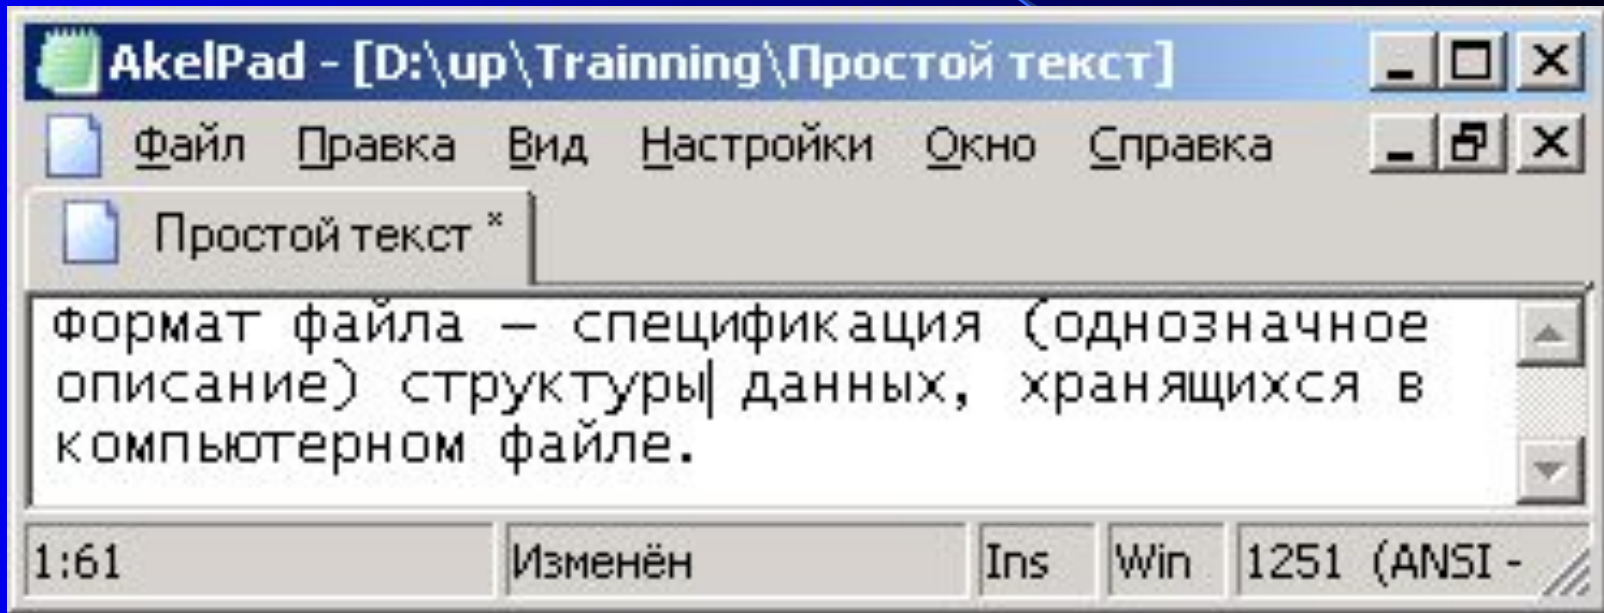 AkelPad - [D:\up\Trainning\Простой текст]
Файл Правка Вид Настройки Окно Справка
Простой текст *
Формат файла — спецификация (однозначное
описание) структуры данных, хранящихся в
компьютерном файле.
1:61 Изменён Ins Win 1251 (ANSI -